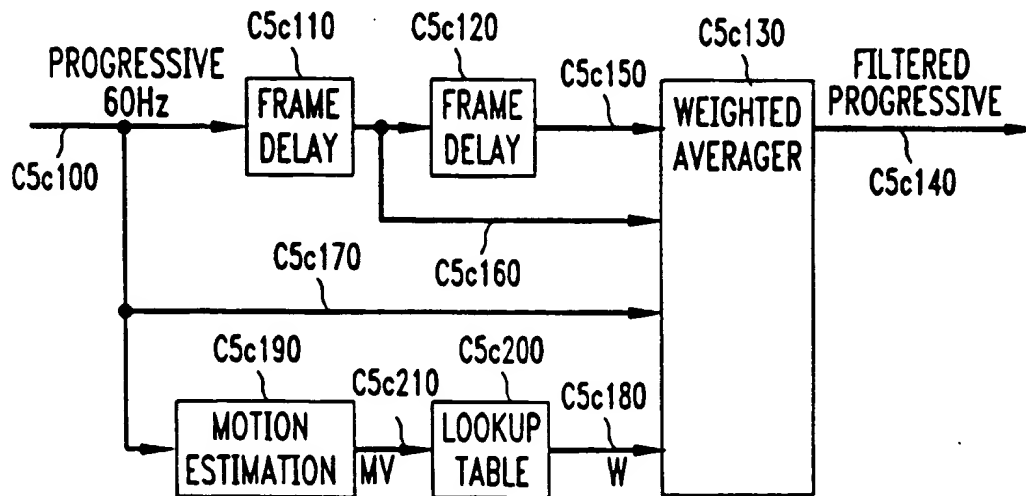 C5c110
C5c120
C5c130
PROGRESSIVE
60Hz
FRAME
DELAY
FRAME
DELAY
C5c150
WEIGHTED
AVERAGER
FILTERED
PROGRESSIVE
C5c100
C5c140
C5c160
C5c170
C5c190
C5c210
C5c200
C5c180
MOTION
ESTIMATION
MV
LOOKUP
TABLE
W